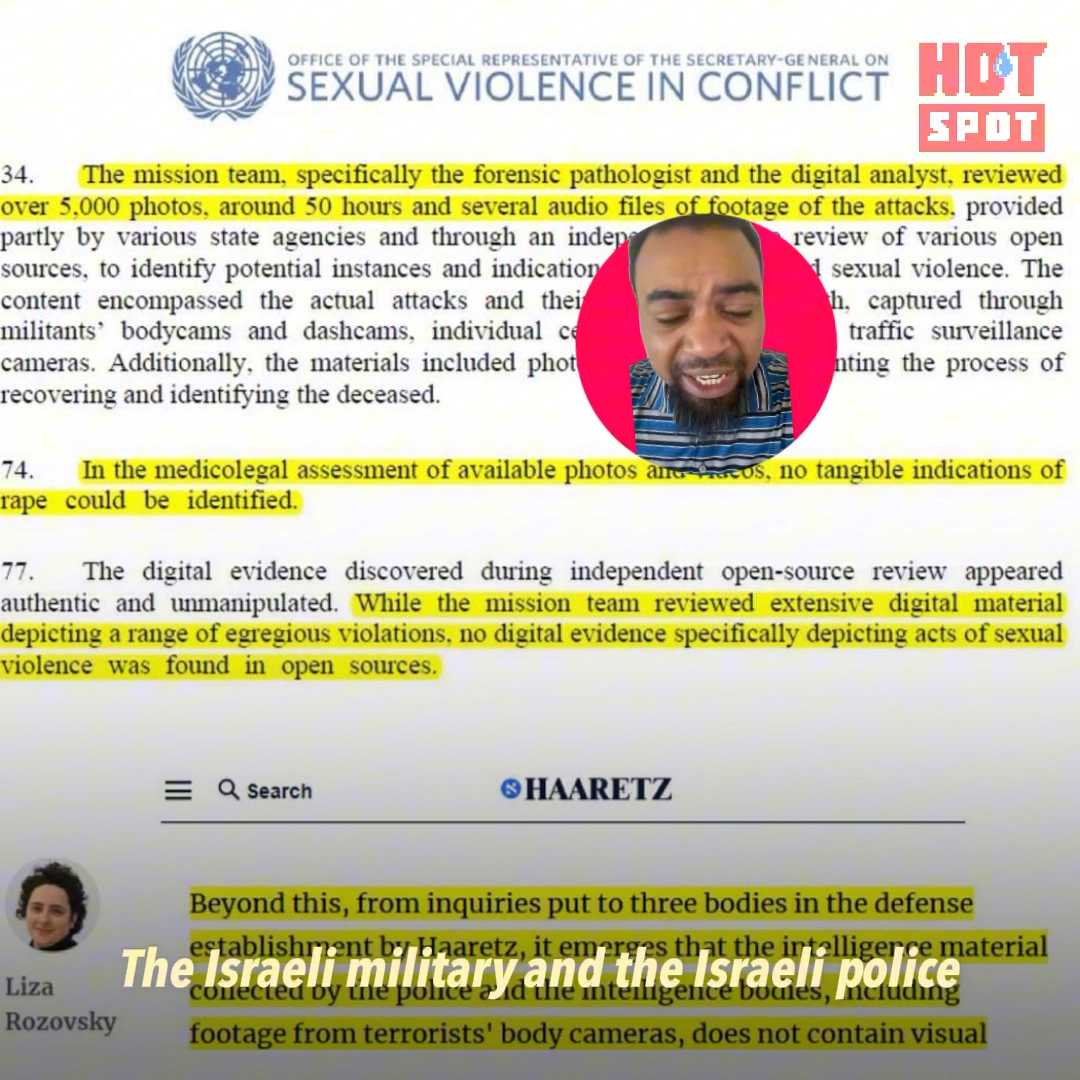 OFFICE OF THE SPECIAL REPRESENTATIVE OF THE SECRETARY-GENERAL ON
SEXUAL VIOLENCE IN CONFLICT
HOT
SPOT
34. The mission team, specifically the forensic pathologist and the digital analyst, reviewed
over 5,000 photos, around 50 hours and several audio files of footage of the attacks, provided
partly by various state agencies and through an review of various open
sources, to identify potential instances and sexual violence. The
content encompassed the actual attacks and captured through
militants' bodycams and dashcams, individual traffic surveillance
cameras. Additionally, the materials included the process of
recovering and identifying the deceased.
74. In the medicolegal assessment of available photos and videos, no tangible indications of
rape could be identified.
77. The digital evidence discovered during independent open-source review appeared
authentic and unmanipulated. While the mission team reviewed extensive digital material
depicting a range of egregious violations, no digital evidence specifically depicting acts of sexual
violence was found in open sources.
Search
HAARETZ
Liza
Rozovsky
Beyond this, from inquiries put to three bodies in the defense
establishment by Haaretz, it emerges that the intelligence material
collected by the police and the intelligence bodies, including
footage from terrorists' body cameras, does not contain visual
The Israeli military and the Israeli police